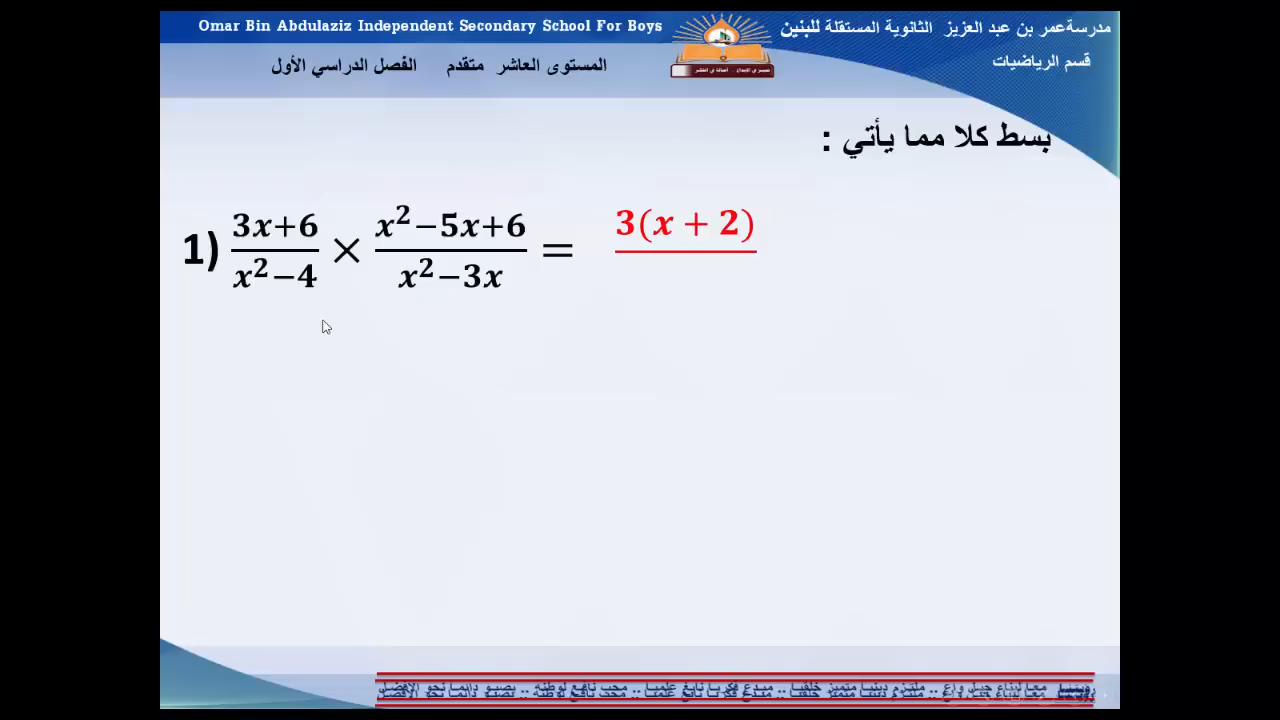 Omar Bin Abdulaziz Independent Secondary School For Boys
مدرسةعمر بن عبد العزيز الثانوية المستقلة للبنين
قسم الرياضيات
المستوى العاشر متقدم الفصل الدراسي الأول
بسط كلا مما يأتي :
1) (3x+6)/(x²−4) × (x²−5x+6)/(x²−3x) = 3(x + 2)